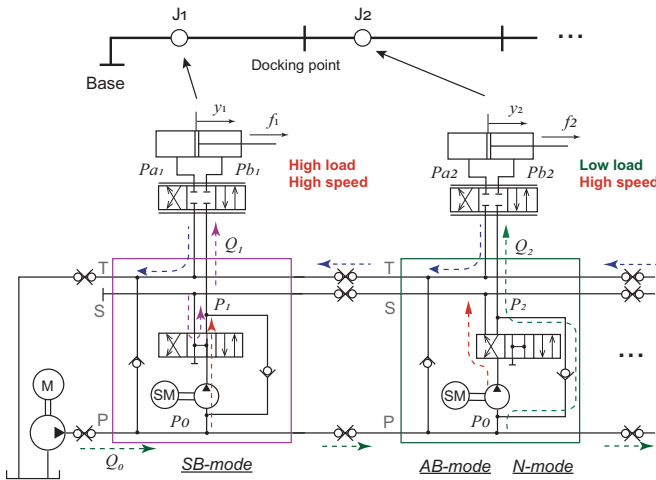 J1
J2
Base
Docking point
y1
f1
y2
f2
Pa1
Pb1
High load
High speed
Pa2
Pb2
Low load
High speed
Q1
Q2
T
T
S
S
P1
P2
M
SM
SM
P0
P0
P
P
Q0
SB-mode
AB-mode
N-mode